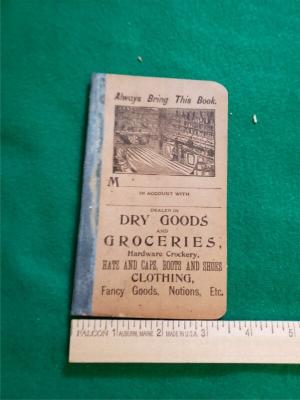 Always Bring This Book.
M
IN ACCOUNT WITH
DEALER IN
DRY GOODS
AND
GROCERIES,
Hardware Crockery,
HATS AND CAPS, BOOTS AND SHOES
CLOTHING,
Fancy Goods, Notions, Etc.
FALCON 1 AUBURN, MAINE 2 MADE IN U.S.A. 3 4 5